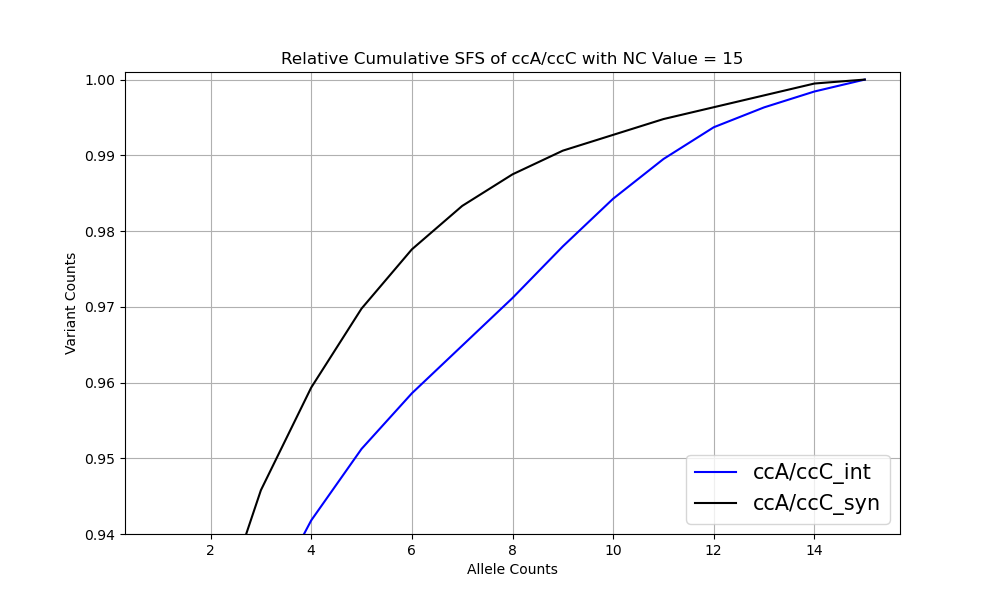 Relative Cumulative SFS of ccA/ccC with NC Value = 15
1.00
0.99
0.98
0.97
0.96
0.95
0.94
Variant Counts
2 4 6 8 10 12 14
Allele Counts
ccA/ccC_int
ccA/ccC_syn